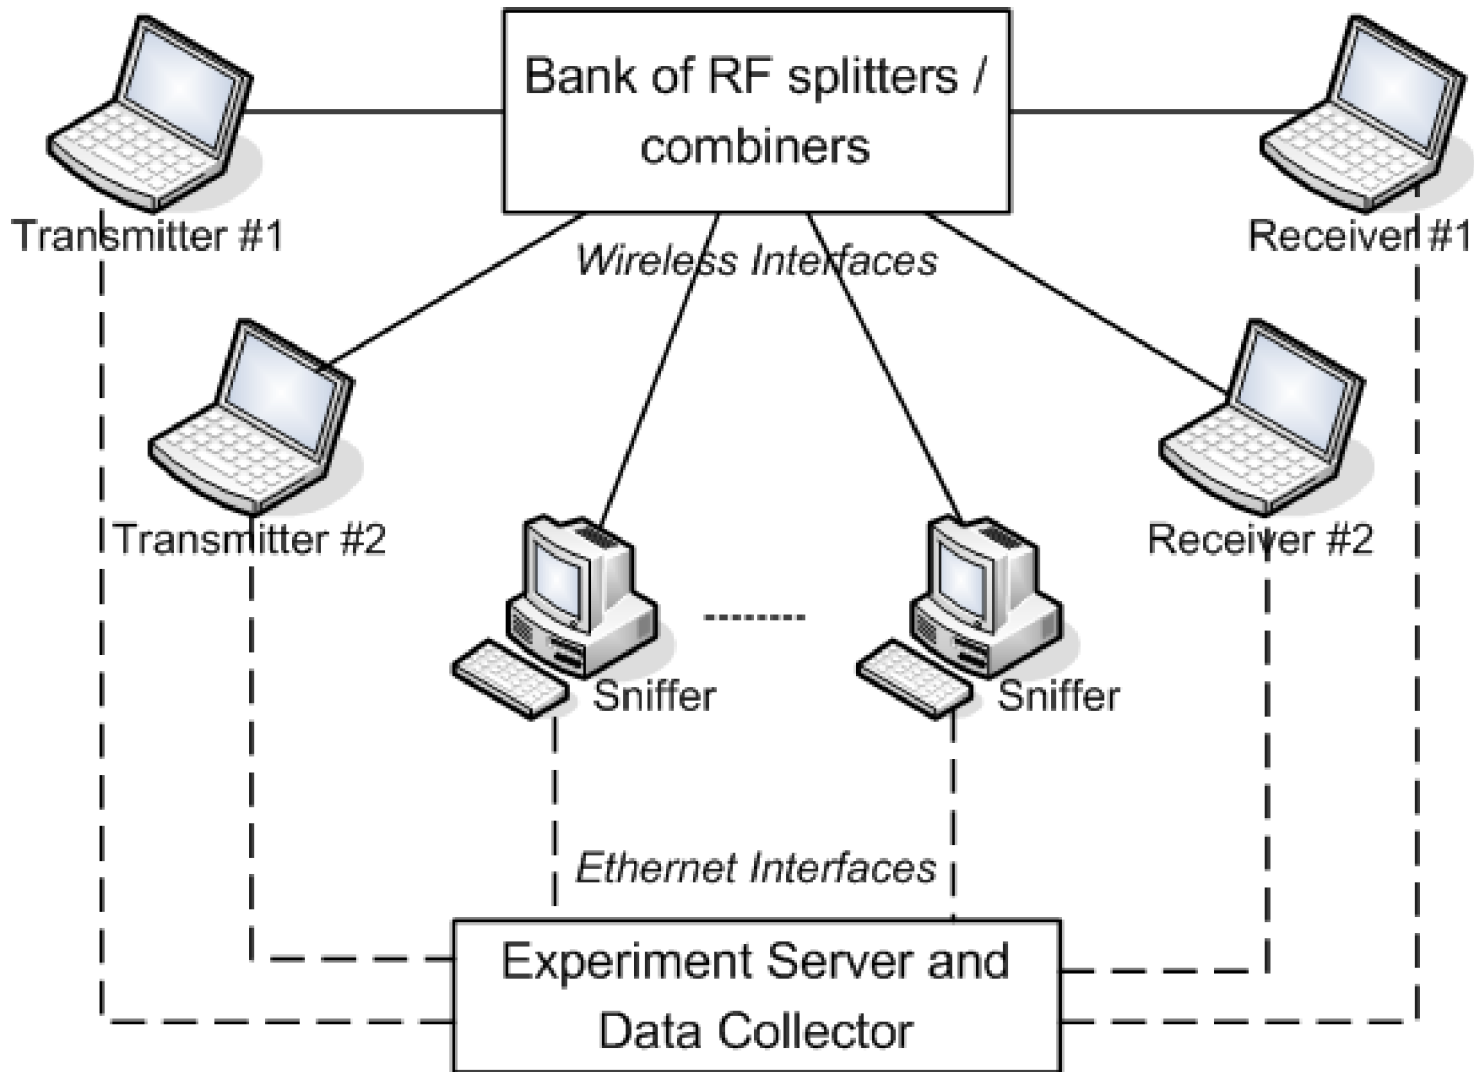 Bank of RF splitters /
combiners
Transmitter #1
Receiver #1
Wireless Interfaces
Transmitter #2
Receiver #2
Sniffer
Sniffer
Ethernet Interfaces
Experiment Server and
Data Collector